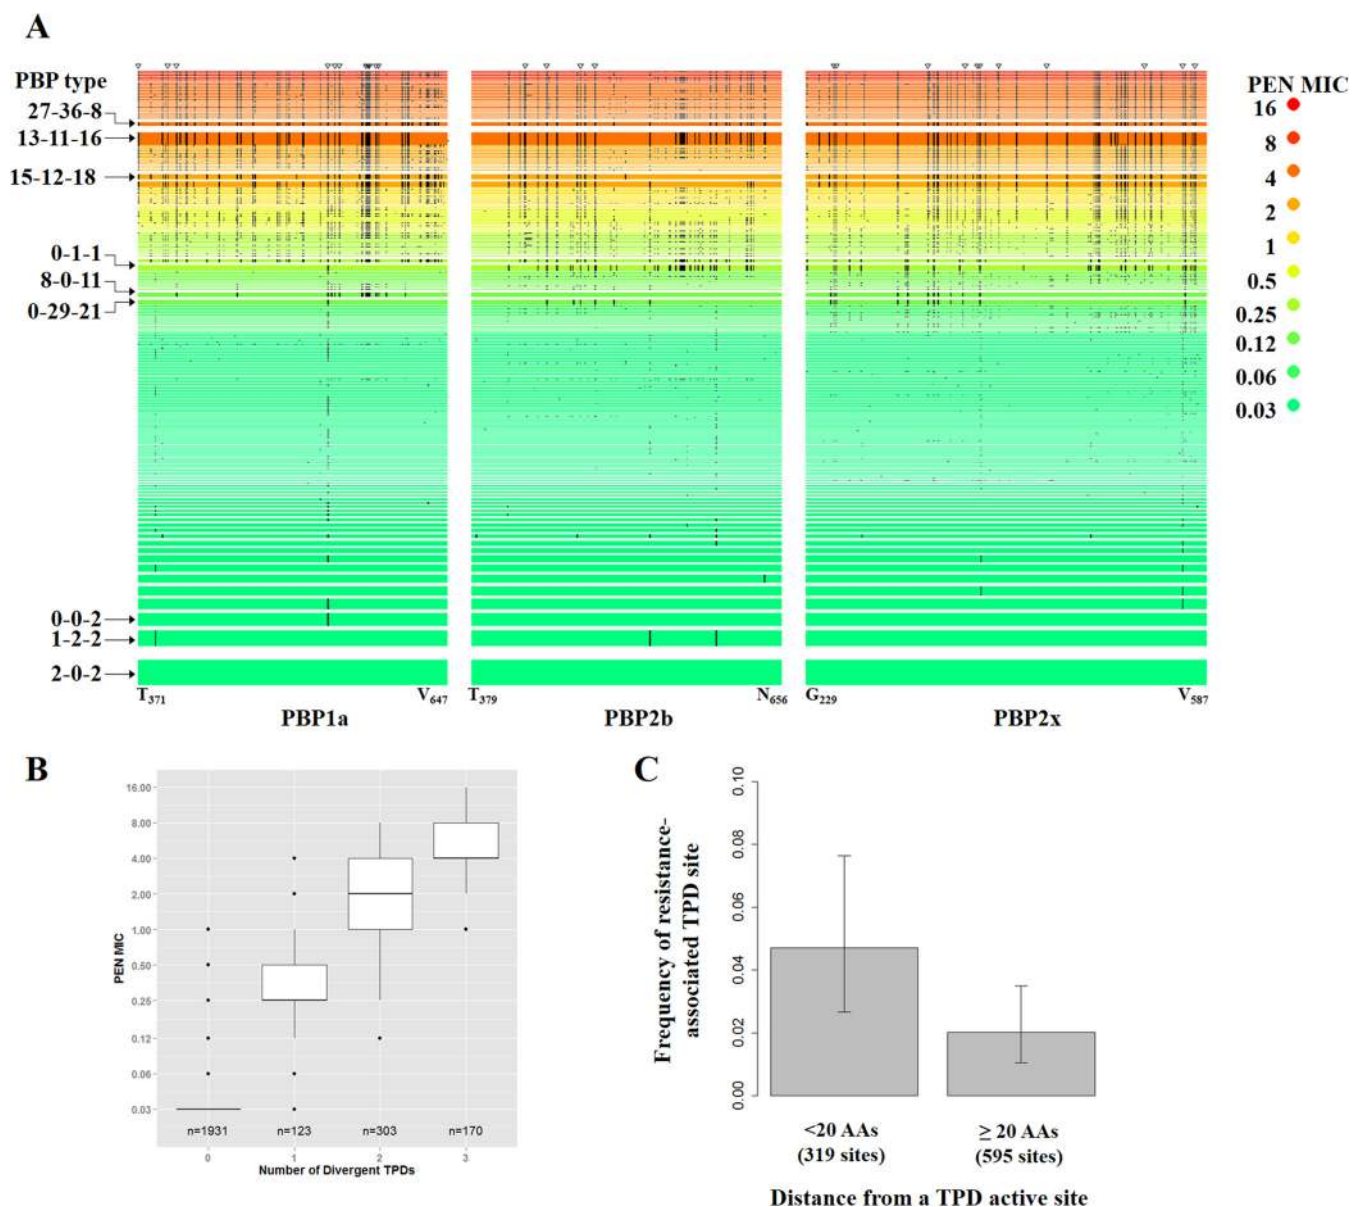 A
PBP type
27-36-8
13-11-16
15-12-18
0-1-1
8-0-11
0-29-21
0-0-2
1-2-2
2-0-2
T371
V647
T379
N656
G229
V587
PBP1a
PBP2b
PBP2x
PEN MIC
16
8
4
2
1
0.5
0.25
0.12
0.06
0.03
B
PEN MIC
16.00
8.00
4.00
2.00
1.00
0.50
0.25
0.12
0.06
0.03
n=1931
n=123
n=303
n=170
0
1
2
3
Number of Divergent TPDs
C
Frequency of resistance-
associated TPD site
0.10
0.08
0.06
0.04
0.02
0.00
<20 AAs
(319 sites)
≥ 20 AAs
(595 sites)
Distance from a TPD active site